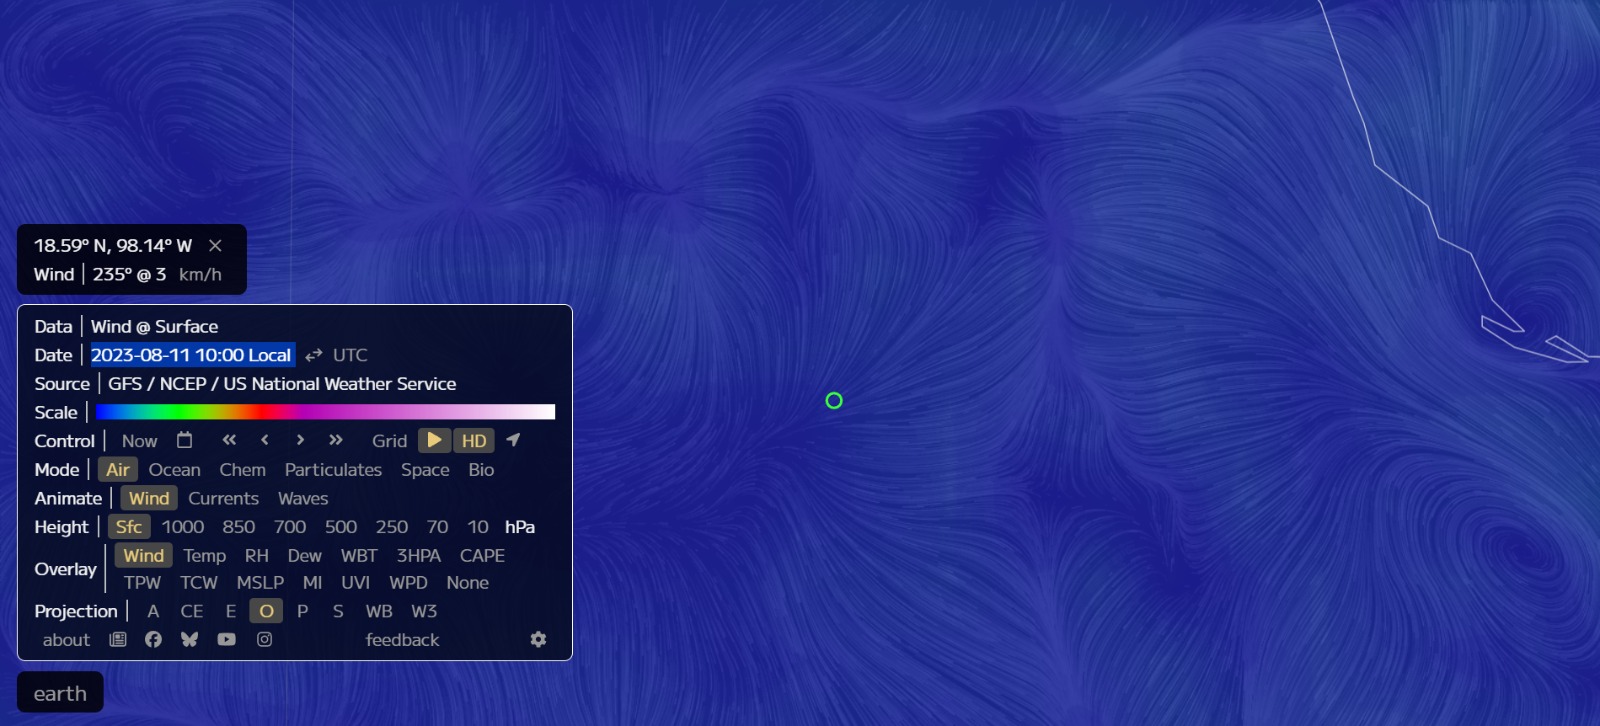 18.59° N, 98.14° W ×
Wind | 235° @ 3 km/h
Data | Wind @ Surface
Date | 2023-08-11 10:00 Local ⇄ UTC
Source | GFS / NCEP / US National Weather Service
Scale |
Control | Now « ‹ › » Grid HD
Mode | Air Ocean Chem Particulates Space Bio
Animate | Wind Currents Waves
Height | Sfc 1000 850 700 500 250 70 10 hPa
Overlay | Wind Temp RH Dew WBT 3HPA CAPE
TPW TCW MSLP MI UVI WPD None
Projection | A CE E O P S WB W3
about feedback
earth